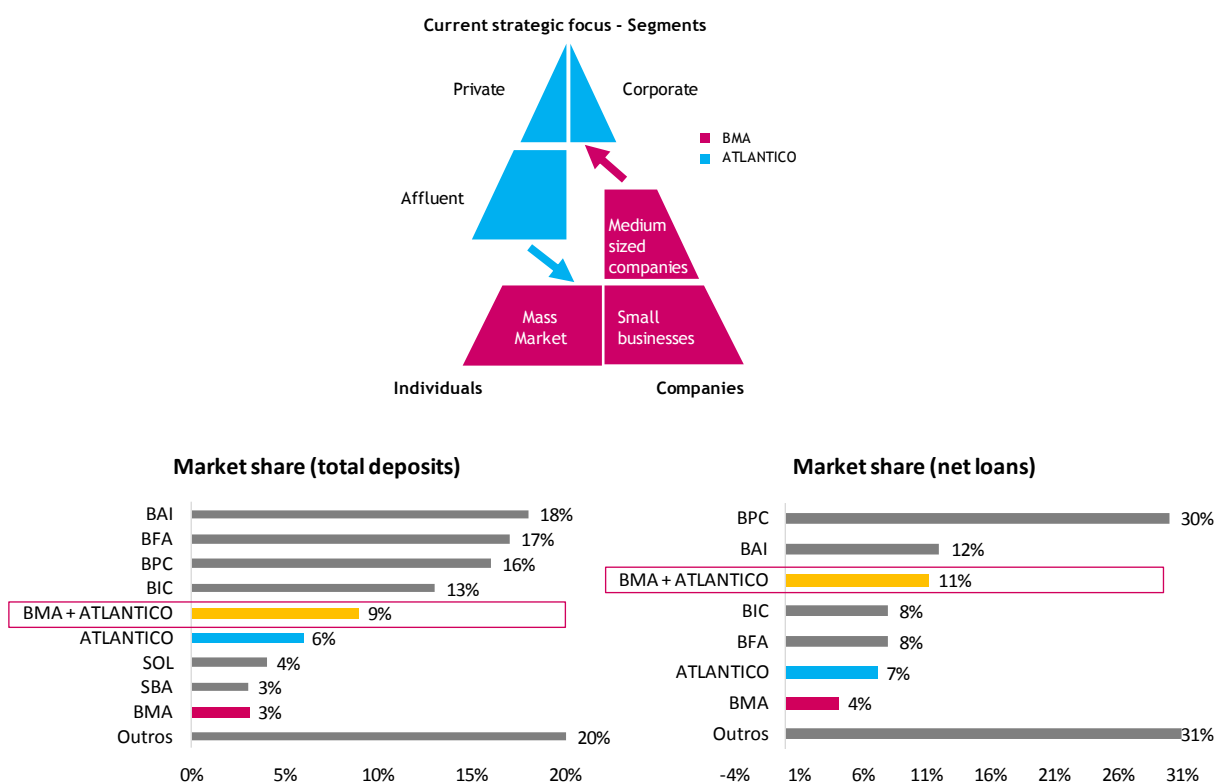 Current strategic focus - Segments
Private
Corporate
BMA
ATLANTICO
Affluent
Medium
sized
companies
Mass
Market
Small
businesses
Individuals
Companies
Market share (total deposits)
BAI 18%
BFA 17%
BPC 16%
BIC 13%
BMA + ATLANTICO 9%
ATLANTICO 6%
SOL 4%
SBA 3%
BMA 3%
Outros 20%
0% 5% 10% 15% 20%
Market share (net loans)
BPC 30%
BAI 12%
BMA + ATLANTICO 11%
BIC 8%
BFA 8%
ATLANTICO 7%
BMA 4%
Outros 31%
-4% 1% 6% 11% 16% 21% 26% 31%